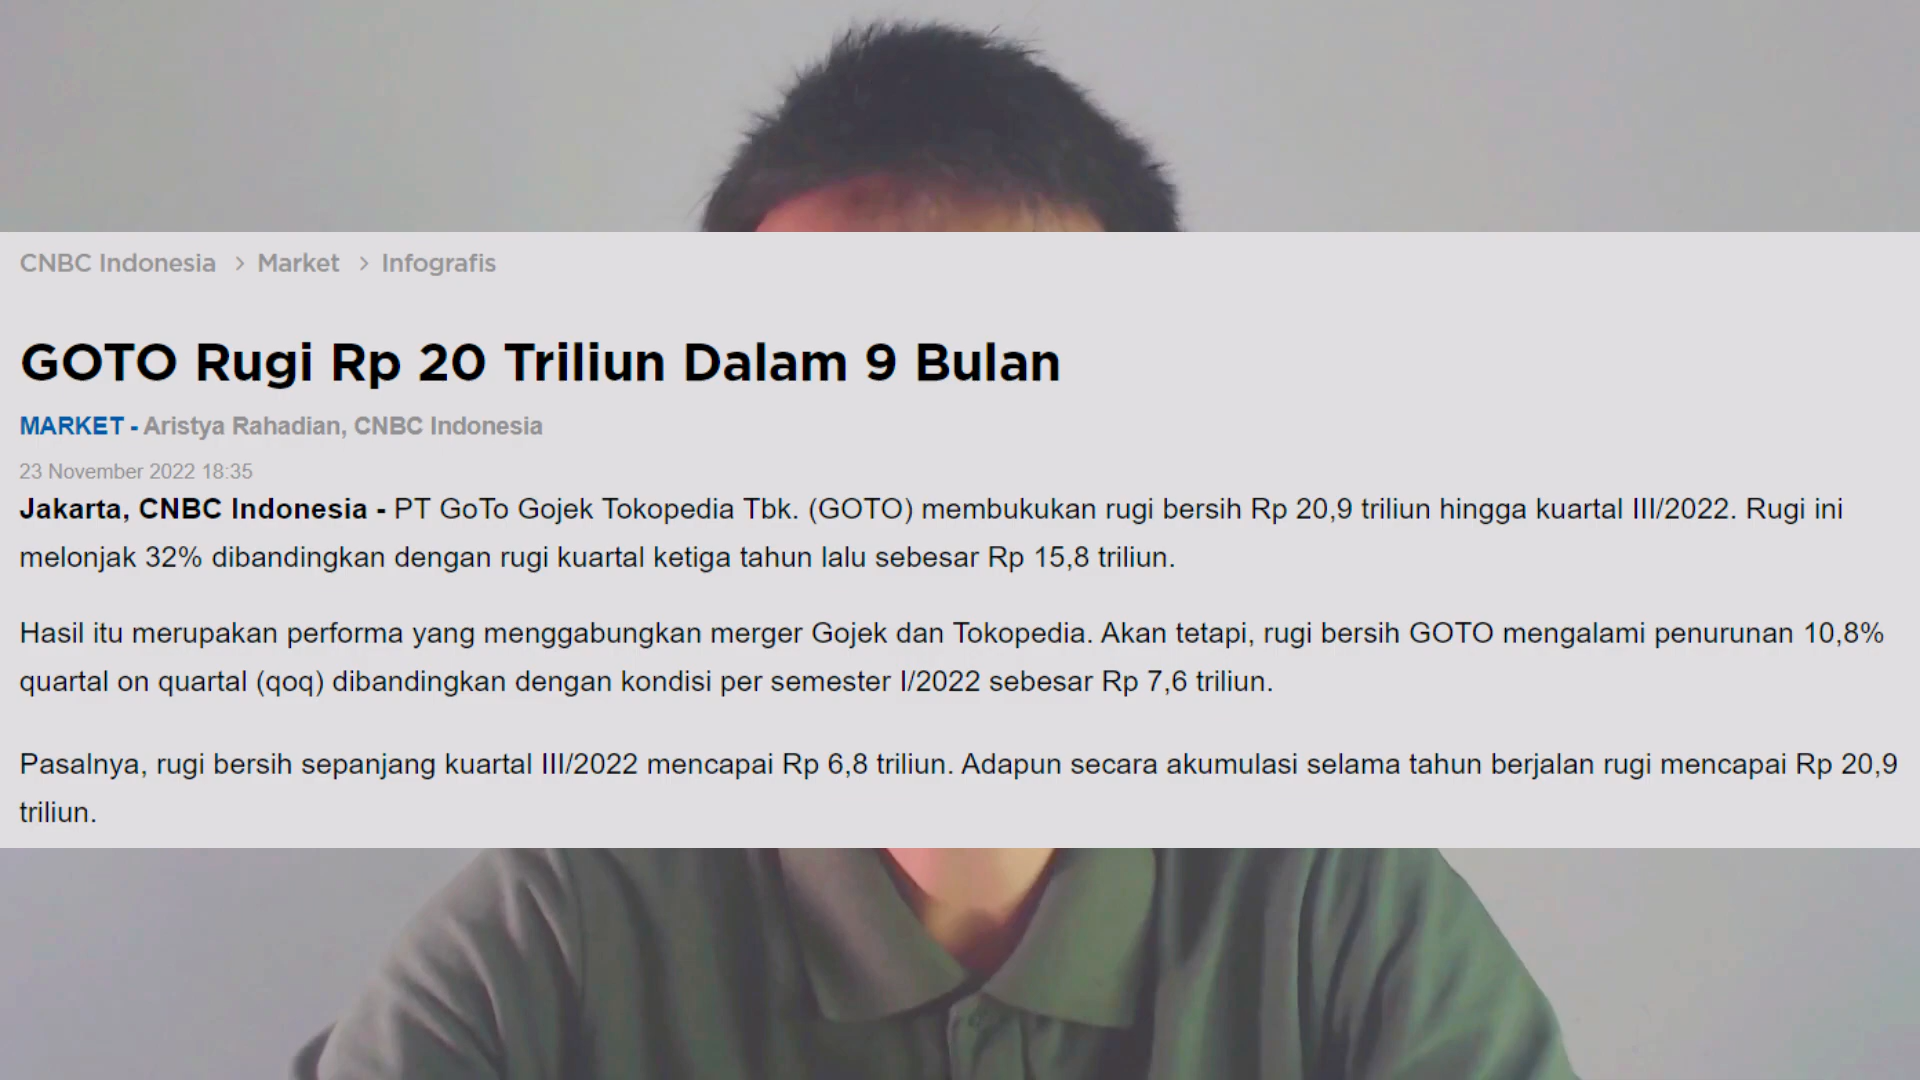 CNBC Indonesia > Market > Infografis
GOTO Rugi Rp 20 Triliun Dalam 9 Bulan
MARKET - Aristya Rahadian, CNBC Indonesia
23 November 2022 18:35
Jakarta, CNBC Indonesia - PT GoTo Gojek Tokopedia Tbk. (GOTO) membukukan rugi bersih Rp 20,9 triliun hingga kuartal III/2022. Rugi ini
melonjak 32% dibandingkan dengan rugi kuartal ketiga tahun lalu sebesar Rp 15,8 triliun.
Hasil itu merupakan performa yang menggabungkan merger Gojek dan Tokopedia. Akan tetapi, rugi bersih GOTO mengalami penurunan 10,8%
quartal on quartal (qoq) dibandingkan dengan kondisi per semester I/2022 sebesar Rp 7,6 triliun.
Pasalnya, rugi bersih sepanjang kuartal III/2022 mencapai Rp 6,8 triliun. Adapun secara akumulasi selama tahun berjalan rugi mencapai Rp 20,9
triliun.